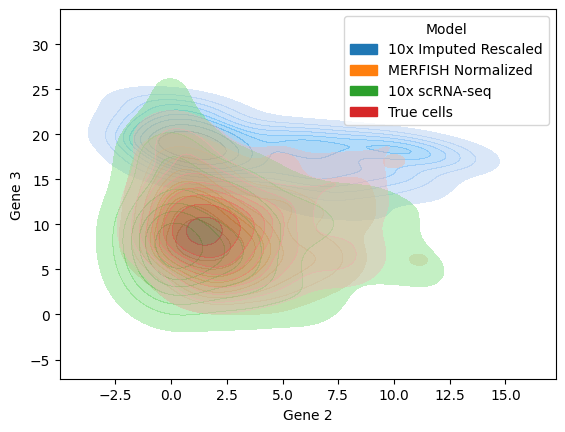 Model
10x Imputed Rescaled
MERFISH Normalized
10x scRNA-seq
True cells
30
25
20
15
10
5
0
−5
Gene 3
−2.5 0.0 2.5 5.0 7.5 10.0 12.5 15.0
Gene 2